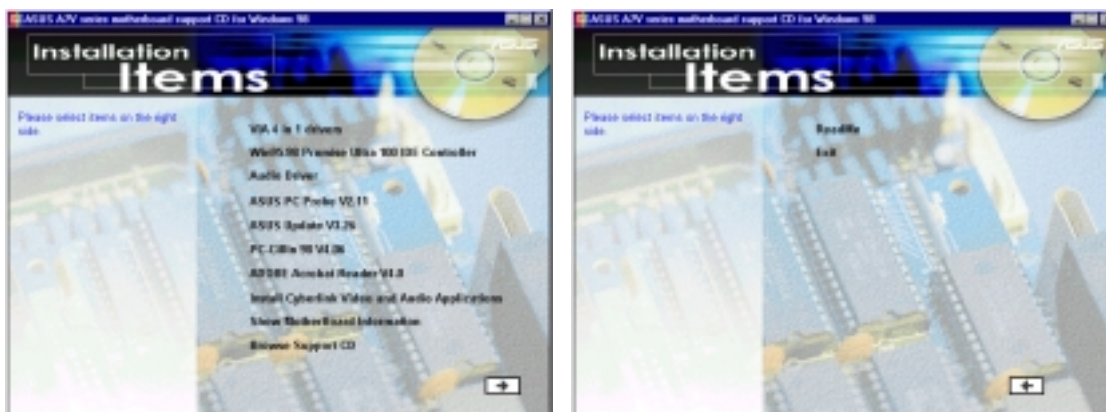 ASUS A7V series motherboard support CD for Windows 98
Installation
Items
ASUS
Please select items on the right
side.
VIA 4 in 1 drivers
Win95/98 Promise Ultra 100 IDE Controller
Audio Driver
ASUS PC Probe V2.11
ASUS Update V3.26
PC-Cillin 98 V4.06
ADOBE Acrobat Reader V4.0
Install Cyberlink Video and Audio Applications
Show MotherBoard Information
Browse Support CD
ASUS A7V series motherboard support CD for Windows 98
Installation
Items
ASUS
Please select items on the right
side.
ReadMe
Exit